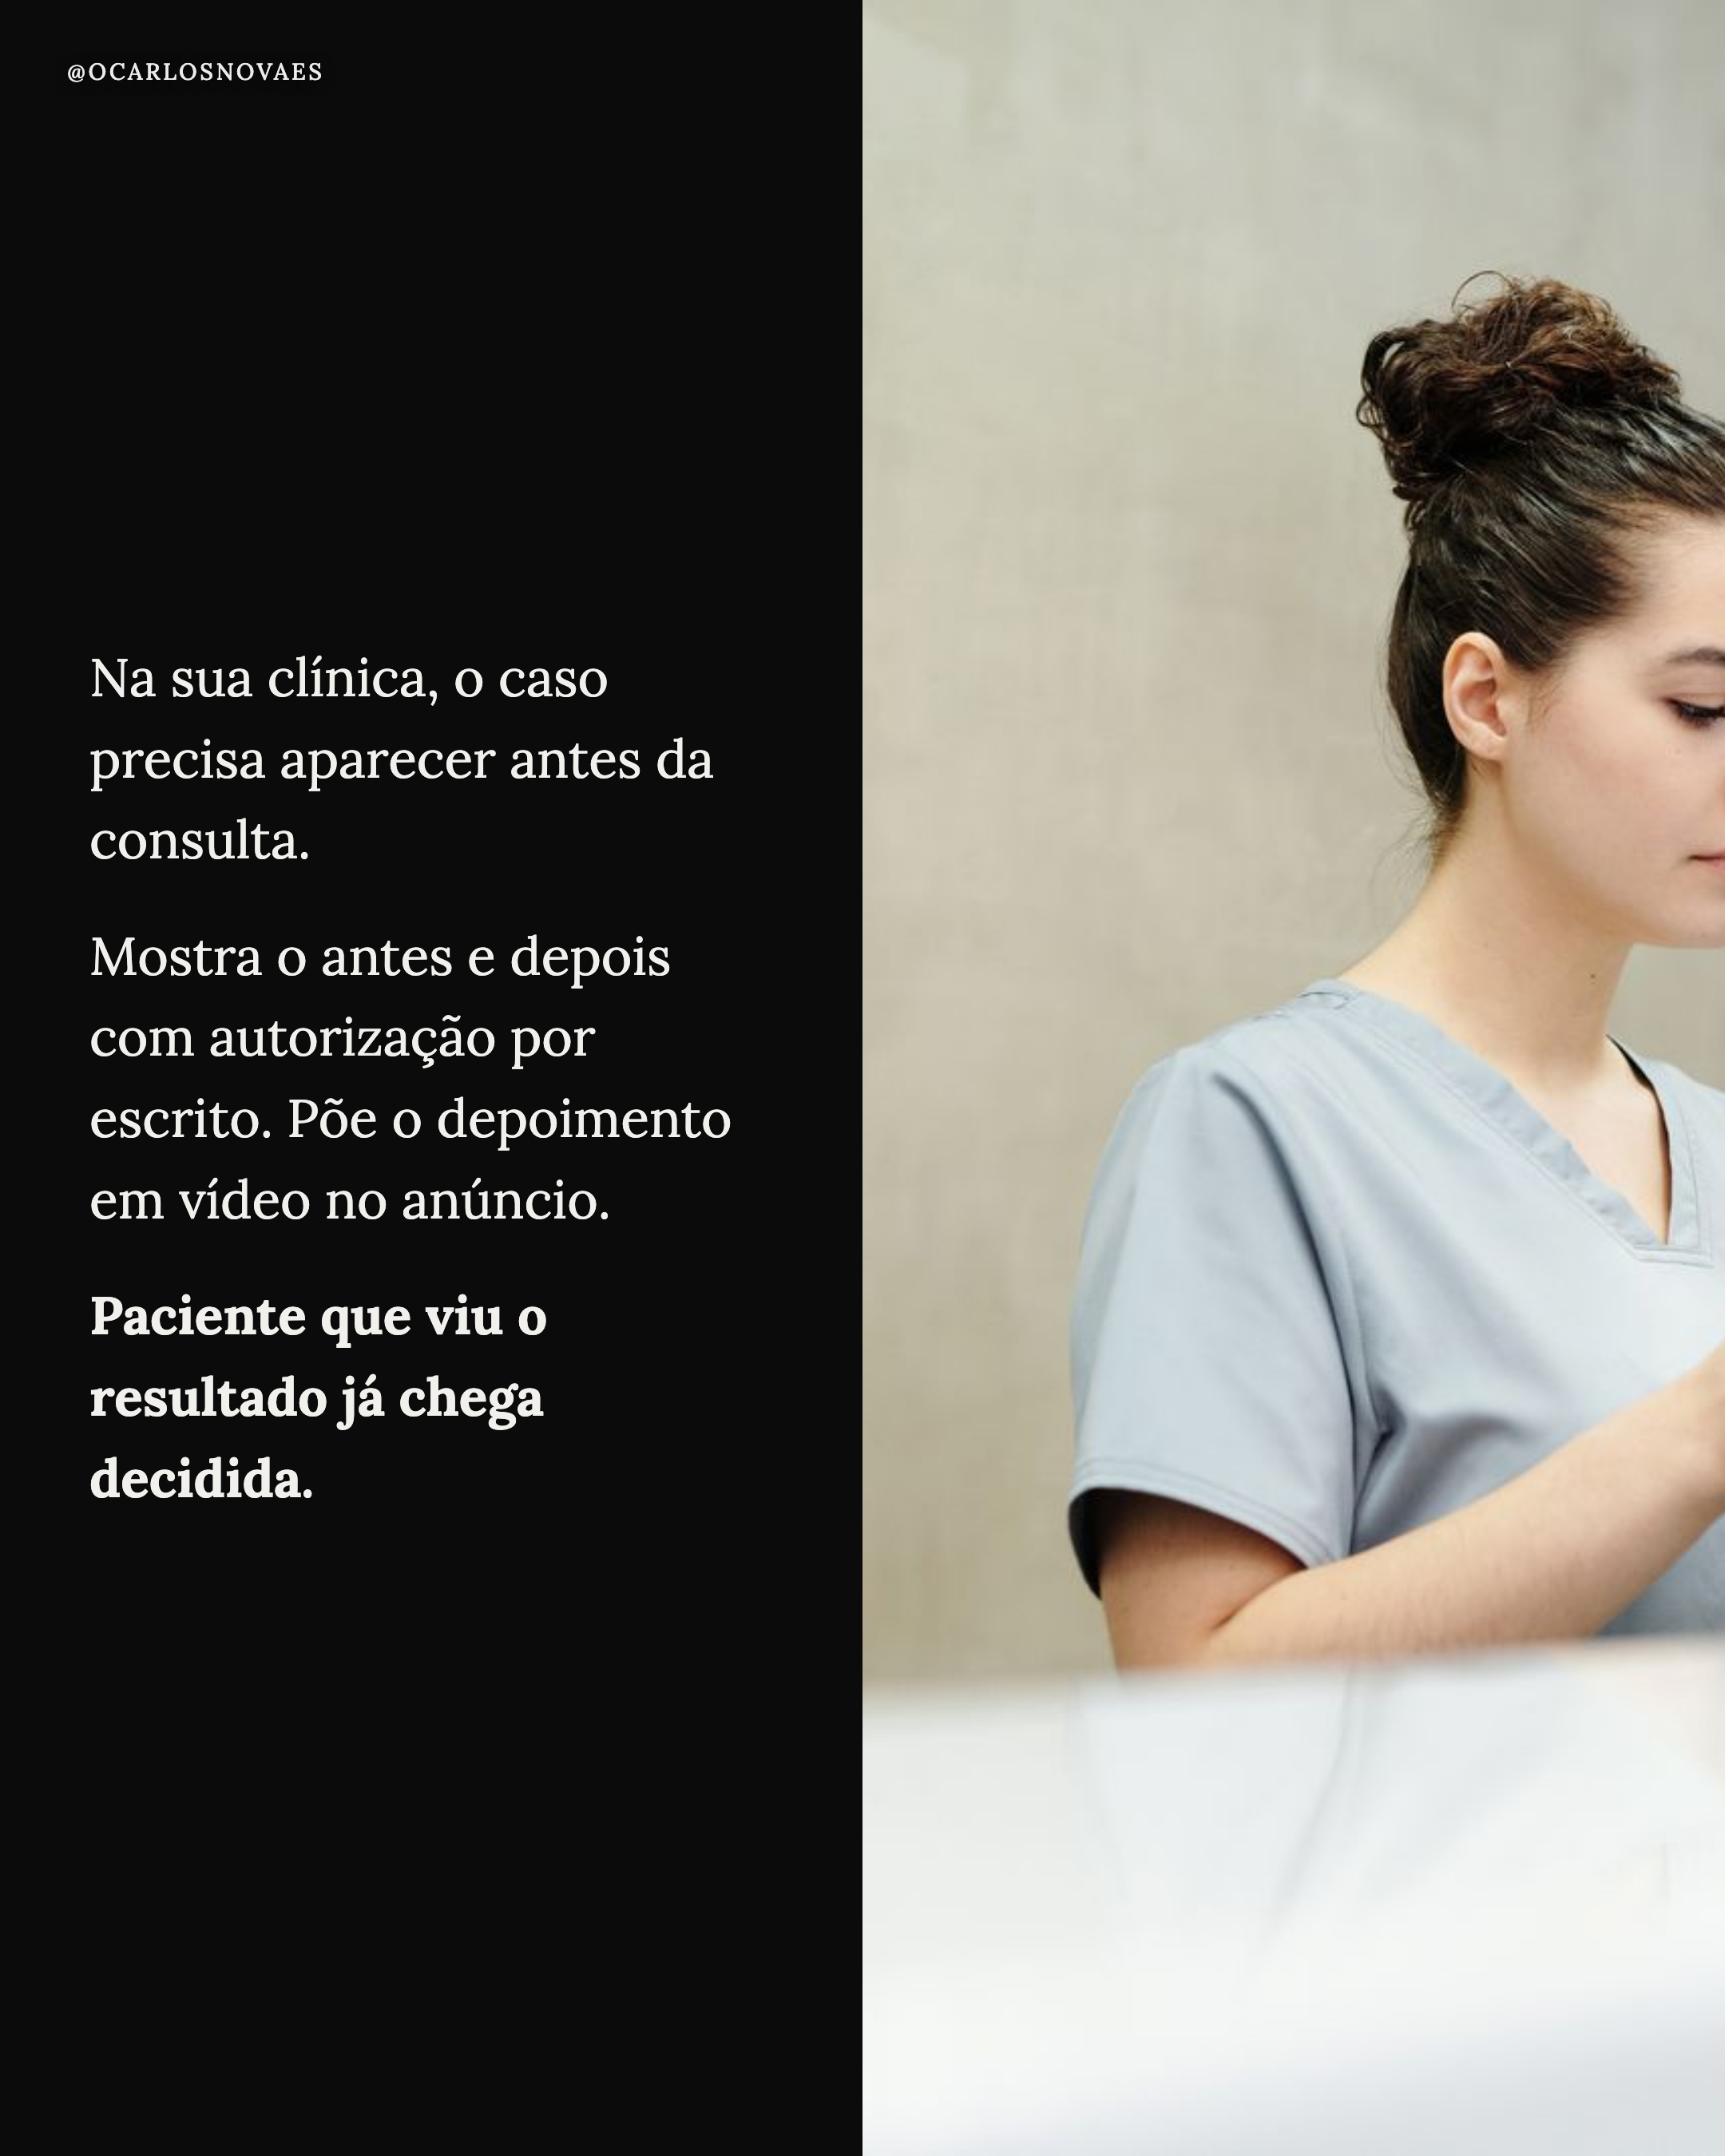 @OCARLOSNOVAES
Na sua clínica, o caso
precisa aparecer antes da
consulta.
Mostra o antes e depois
com autorização por
escrito. Põe o depoimento
em vídeo no anúncio.
Paciente que viu o
resultado já chega
decidida.